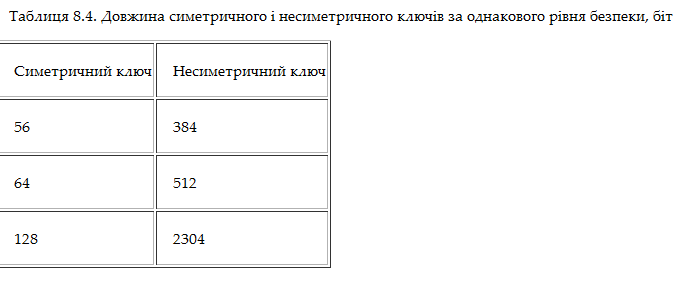 Таблиця 8.4. Довжина симетричного і несиметричного ключів за однакового рівня безпеки, біт
Симетричний ключ Несиметричний ключ
56 384
64 512
128 2304